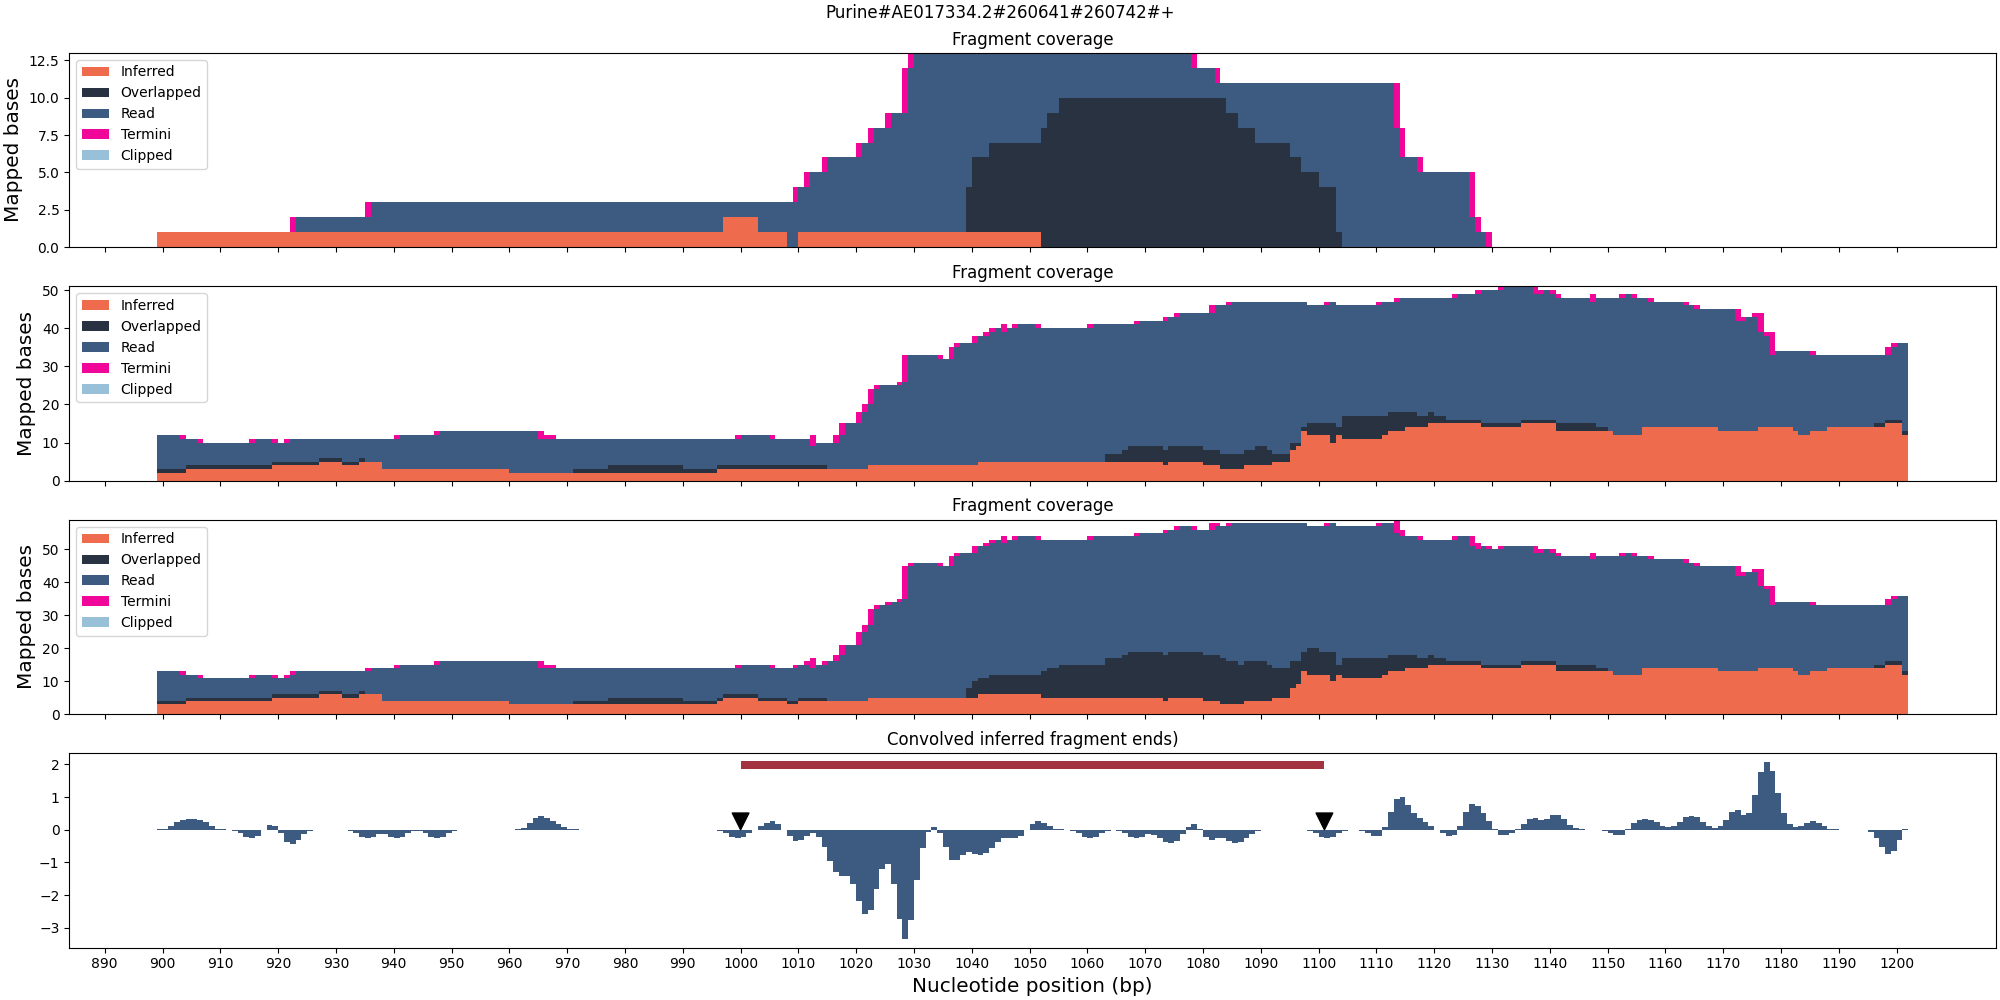 Purine#AE017334.2#260641#260742#+
Fragment coverage
Mapped bases
12.5
10.0
7.5
5.0
2.5
0.0
Inferred
Overlapped
Read
Termini
Clipped
Fragment coverage
Mapped bases
50
40
30
20
10
0
Inferred
Overlapped
Read
Termini
Clipped
Fragment coverage
Mapped bases
50
40
30
20
10
0
Inferred
Overlapped
Read
Termini
Clipped
Convolved inferred fragment ends)
2
1
0
−1
−2
−3
890 900 910 920 930 940 950 960 970 980 990 1000 1010 1020 1030 1040 1050 1060 1070 1080 1090 1100 1110 1120 1130 1140 1150 1160 1170 1180 1190 1200
Nucleotide position (bp)